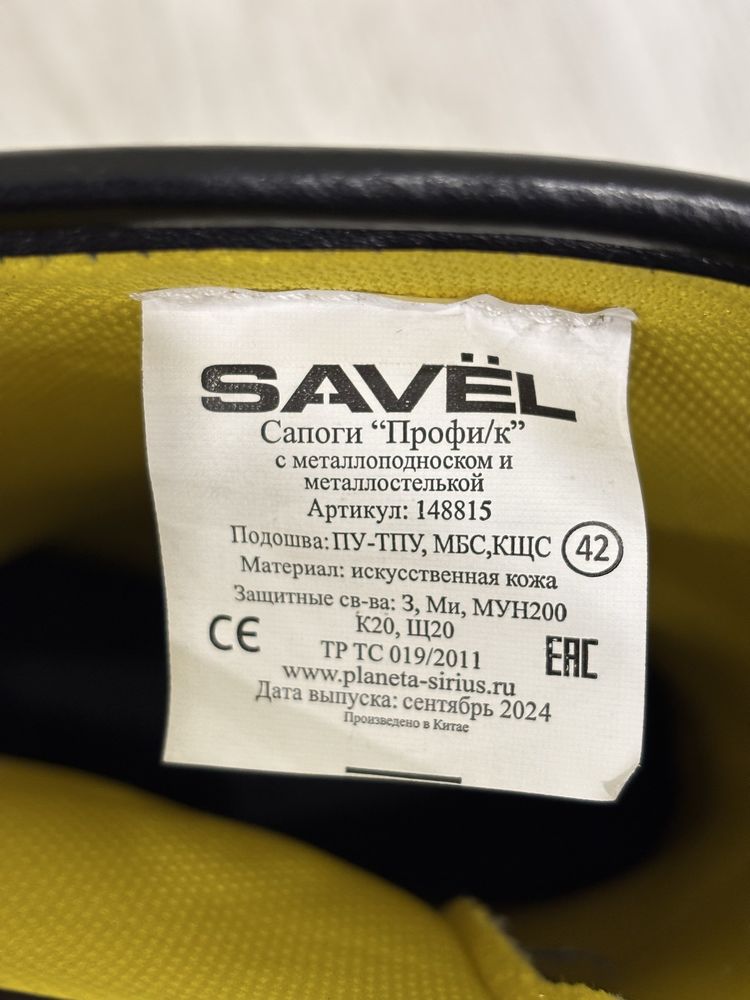 SAVËL
Сапоги “Профи/к”
с металлоподноском и
металлостелькой
Артикул: 148815
Подошва: ПУ-ТПУ, МБС,КЩС 42
Материал: искусственная кожа
Защитные св-ва: З, Ми, МУН200
К20, Щ20
CE
ТР ТС 019/2011
EAC
www.planeta-sirius.ru
Дата выпуска: сентябрь 2024
Произведено в Китае